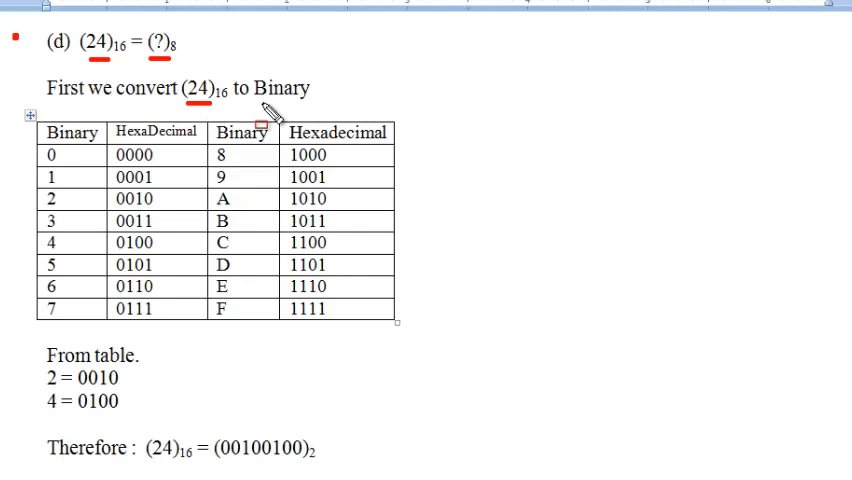 (d) (24)₁₆ = (?)₈
First we convert (24)₁₆ to Binary
Binary HexaDecimal Binary Hexadecimal
0 0000 8 1000
1 0001 9 1001
2 0010 A 1010
3 0011 B 1011
4 0100 C 1100
5 0101 D 1101
6 0110 E 1110
7 0111 F 1111
From table.
2 = 0010
4 = 0100
Therefore : (24)₁₆ = (00100100)₂